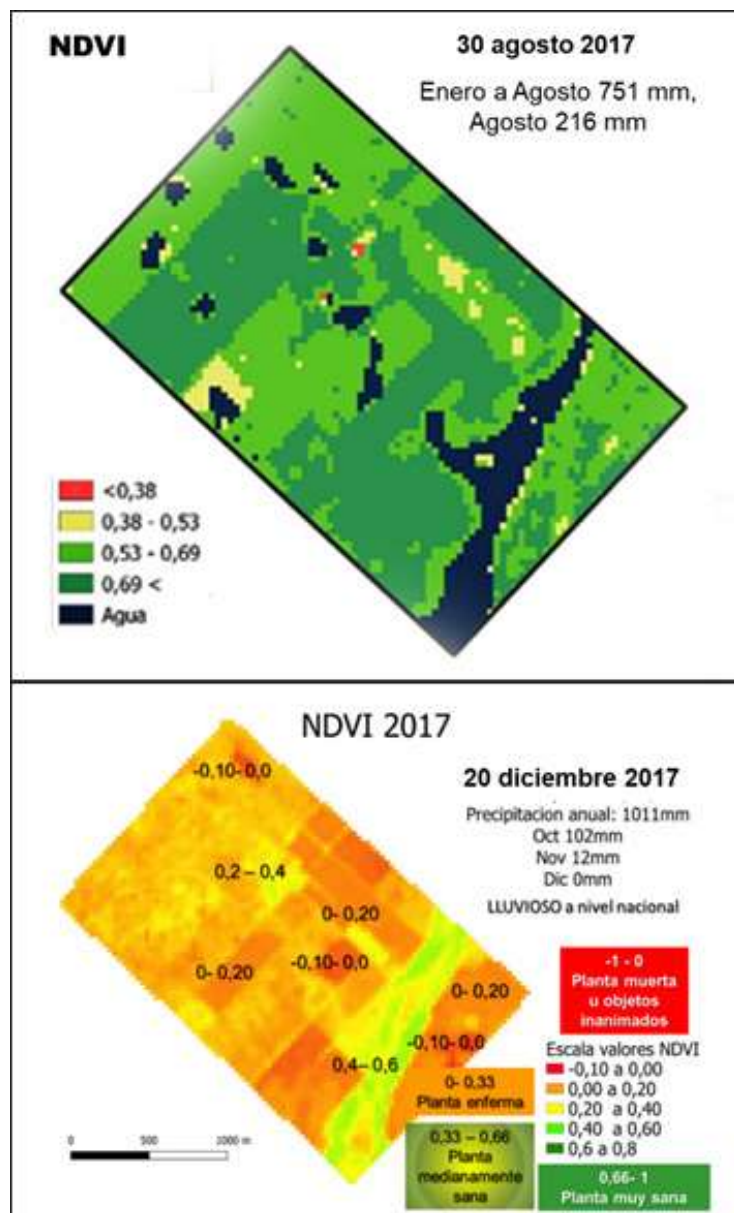 NDVI
30 agosto 2017
Enero a Agosto 751 mm,
Agosto 216 mm
<0,38
0,38 - 0,53
0,53 - 0,69
0,69 <
Agua
NDVI 2017
20 diciembre 2017
Precipitacion anual: 1011mm
Oct 102mm
Nov 12mm
Dic 0mm
LLUVIOSO a nivel nacional
-0,10- 0,0
0,2 – 0,4
0- 0,20
0- 0,20
-0,10- 0,0
0- 0,20
-0,10- 0,0
0,4– 0,6
-1 - 0
Planta muerta
u objetos
inanimados
Escala valores NDVI
-0,10 a 0,00
0,00 a 0,20
0,20 a 0,40
0,40 a 0,60
0,6 a 0,8
0- 0,33
Planta enferma
0,33 – 0,66
Planta
medianamente
sana
0,66- 1
Planta muy sana
0 500 1000 m